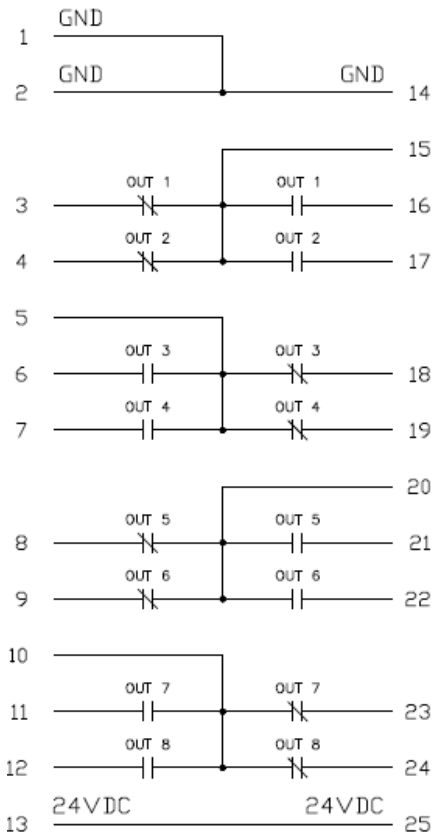 GND
1
GND GND
2 14
15
OUT 1 OUT 1
3 16
OUT 2 OUT 2
4 17
5
OUT 3 OUT 3
6 18
OUT 4 OUT 4
7 19
20
OUT 5 OUT 5
8 21
OUT 6 OUT 6
9 22
10
OUT 7 OUT 7
11 23
OUT 8 OUT 8
12 24
24VDC 24VDC
13 25